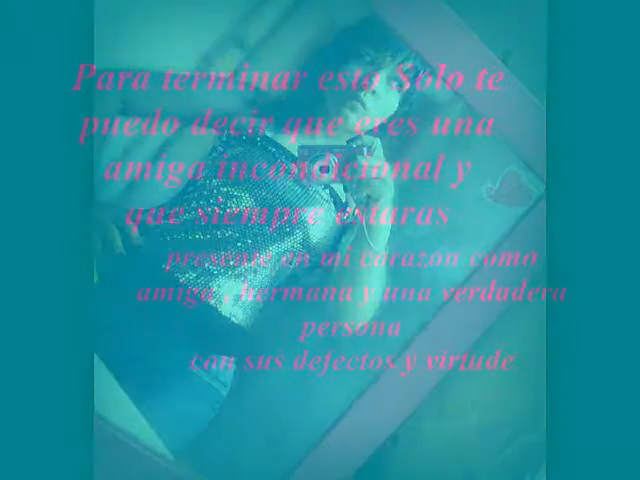 Para terminar esto Solo te
puedo decir que eres una
amiga incondicional y
que siempre estaras
presente en mi corazon como
amiga , hermana y una verdadera
persona
con sus defectos y virtude